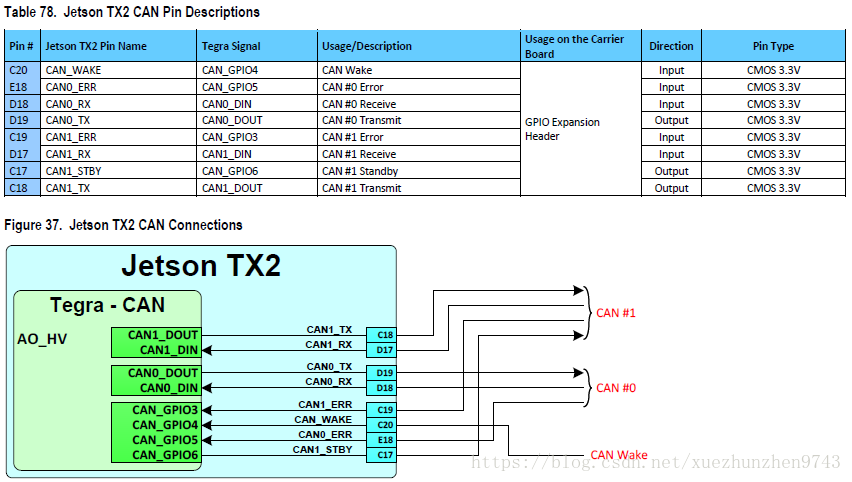 Table 78. Jetson TX2 CAN Pin Descriptions
Pin # Jetson TX2 Pin Name Tegra Signal Usage/Description Usage on the Carrier Board Direction Pin Type
C20 CAN_WAKE CAN_GPIO4 CAN Wake Input CMOS 3.3V
E18 CAN0_ERR CAN_GPIO5 CAN #0 Error Input CMOS 3.3V
D18 CAN0_RX CAN0_DIN CAN #0 Receive Input CMOS 3.3V
D19 CAN0_TX CAN0_DOUT CAN #0 Transmit GPIO Expansion Header Output CMOS 3.3V
C19 CAN1_ERR CAN_GPIO3 CAN #1 Error Input CMOS 3.3V
D17 CAN1_RX CAN1_DIN CAN #1 Receive Input CMOS 3.3V
C17 CAN1_STBY CAN_GPIO6 CAN #1 Standby Output CMOS 3.3V
C18 CAN1_TX CAN1_DOUT CAN #1 Transmit Output CMOS 3.3V
Figure 37. Jetson TX2 CAN Connections
Jetson TX2
Tegra - CAN
AO_HV
CAN1_DOUT CAN1_TX C18
CAN1_DIN CAN1_RX D17
CAN #1
CAN0_DOUT CAN0_TX D19
CAN0_DIN CAN0_RX D18
CAN #0
CAN_GPIO3 CAN1_ERR C19
CAN_GPIO4 CAN_WAKE C20
CAN_GPIO5 CAN0_ERR E18
CAN_GPIO6 CAN1_STBY C17
CAN Wake
https://blog.csdn.net/xuezhunzhen9743